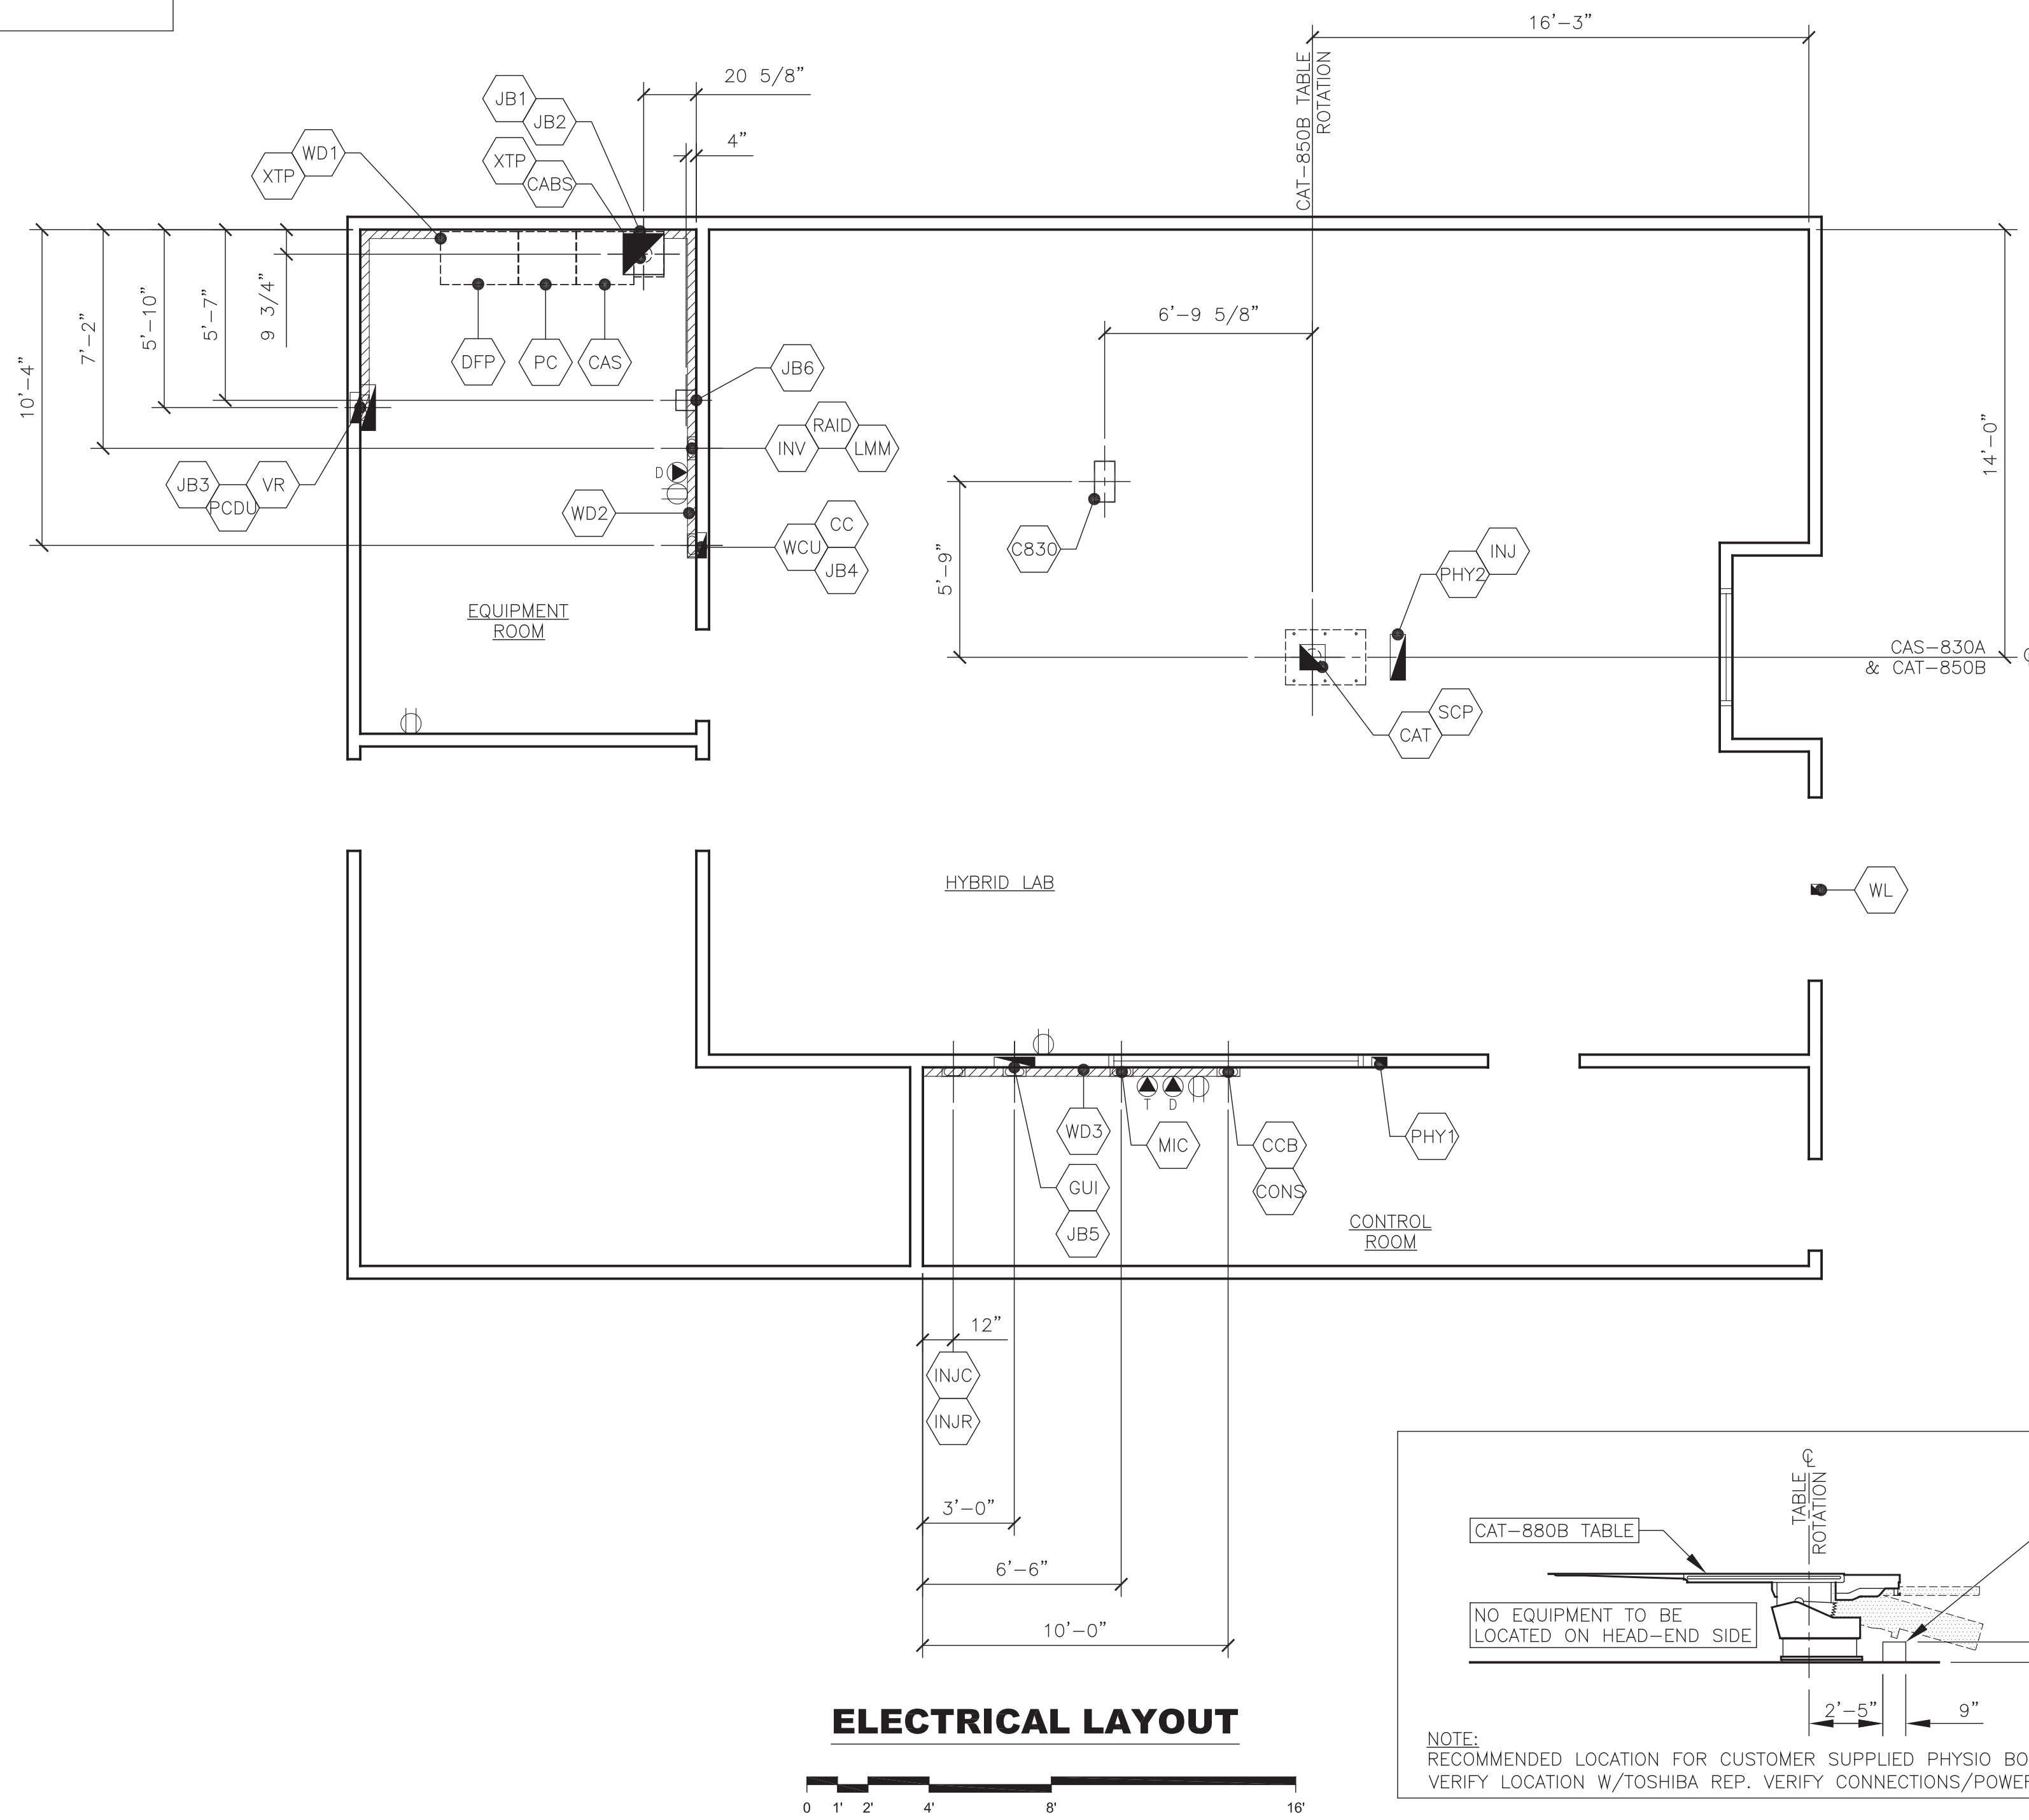 16’–3”
CAT–850B TABLE
ROTATION
20 5/8”
4”
JB1
JB2
XTP
CABS
WD1
XTP
10’–4”
7’–2”
5’–10”
5’–7”
9 3/4”
DFP
PC
CAS
JB6
RAID
INV
LMM
D
JB3
VR
PCDU
WD2
CC
WCU
JB4
6’–9 5/8”
14’–0”
5’–9”
C830
INJ
PHY2
EQUIPMENT
ROOM
CAS–830A
& CAT–850B
SCP
CAT
HYBRID LAB
WL
T
D
WD3
MIC
CCB
CONS
PHY1
GUI
JB5
CONTROL
ROOM
12”
INJC
INJR
3’–0”
6’–6”
10’–0”
ELECTRICAL LAYOUT
0 1' 2' 4' 8' 16'
TABLE
ROTATION
CAT–880B TABLE
NO EQUIPMENT TO BE
LOCATED ON HEAD–END SIDE
2’–5”
9”
NOTE:
RECOMMENDED LOCATION FOR CUSTOMER SUPPLIED PHYSIO BO
VERIFY LOCATION W/TOSHIBA REP. VERIFY CONNECTIONS/POWER